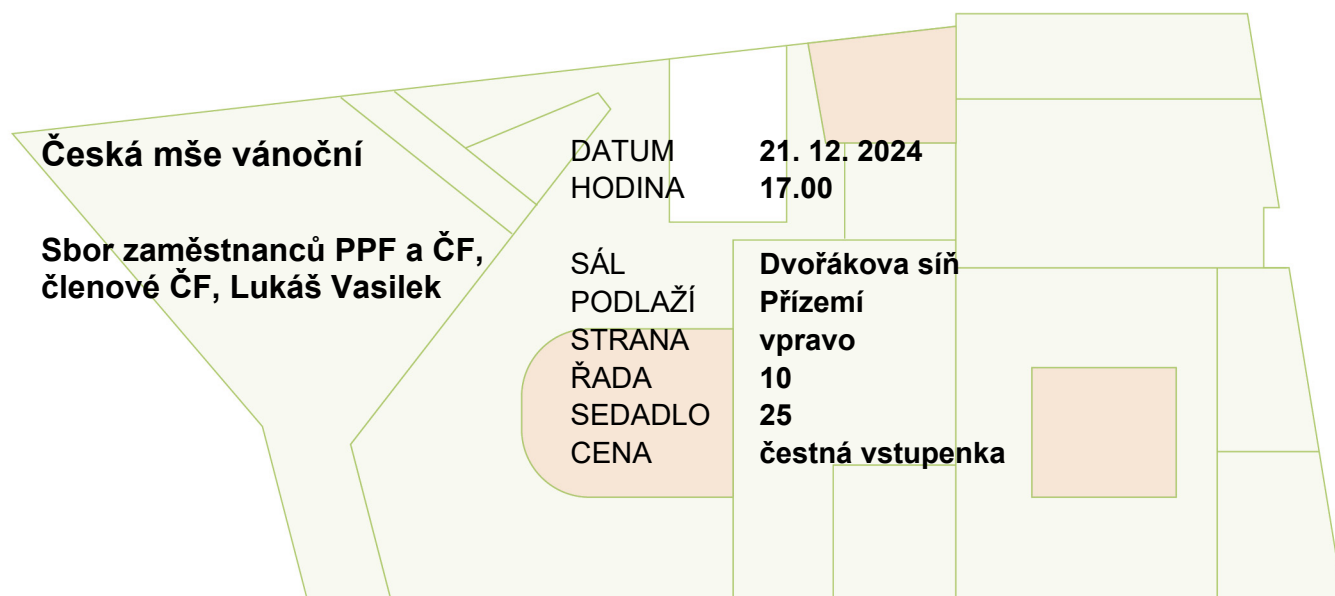 Česká mše vánoční
Sbor zaměstnanců PPF a ČF,
členové ČF, Lukáš Vasilek
DATUM 21. 12. 2024
HODINA 17.00
SÁL Dvořákova síň
PODLAŽÍ Přízemí
STRANA vpravo
ŘADA 10
SEDADLO 25
CENA čestná vstupenka